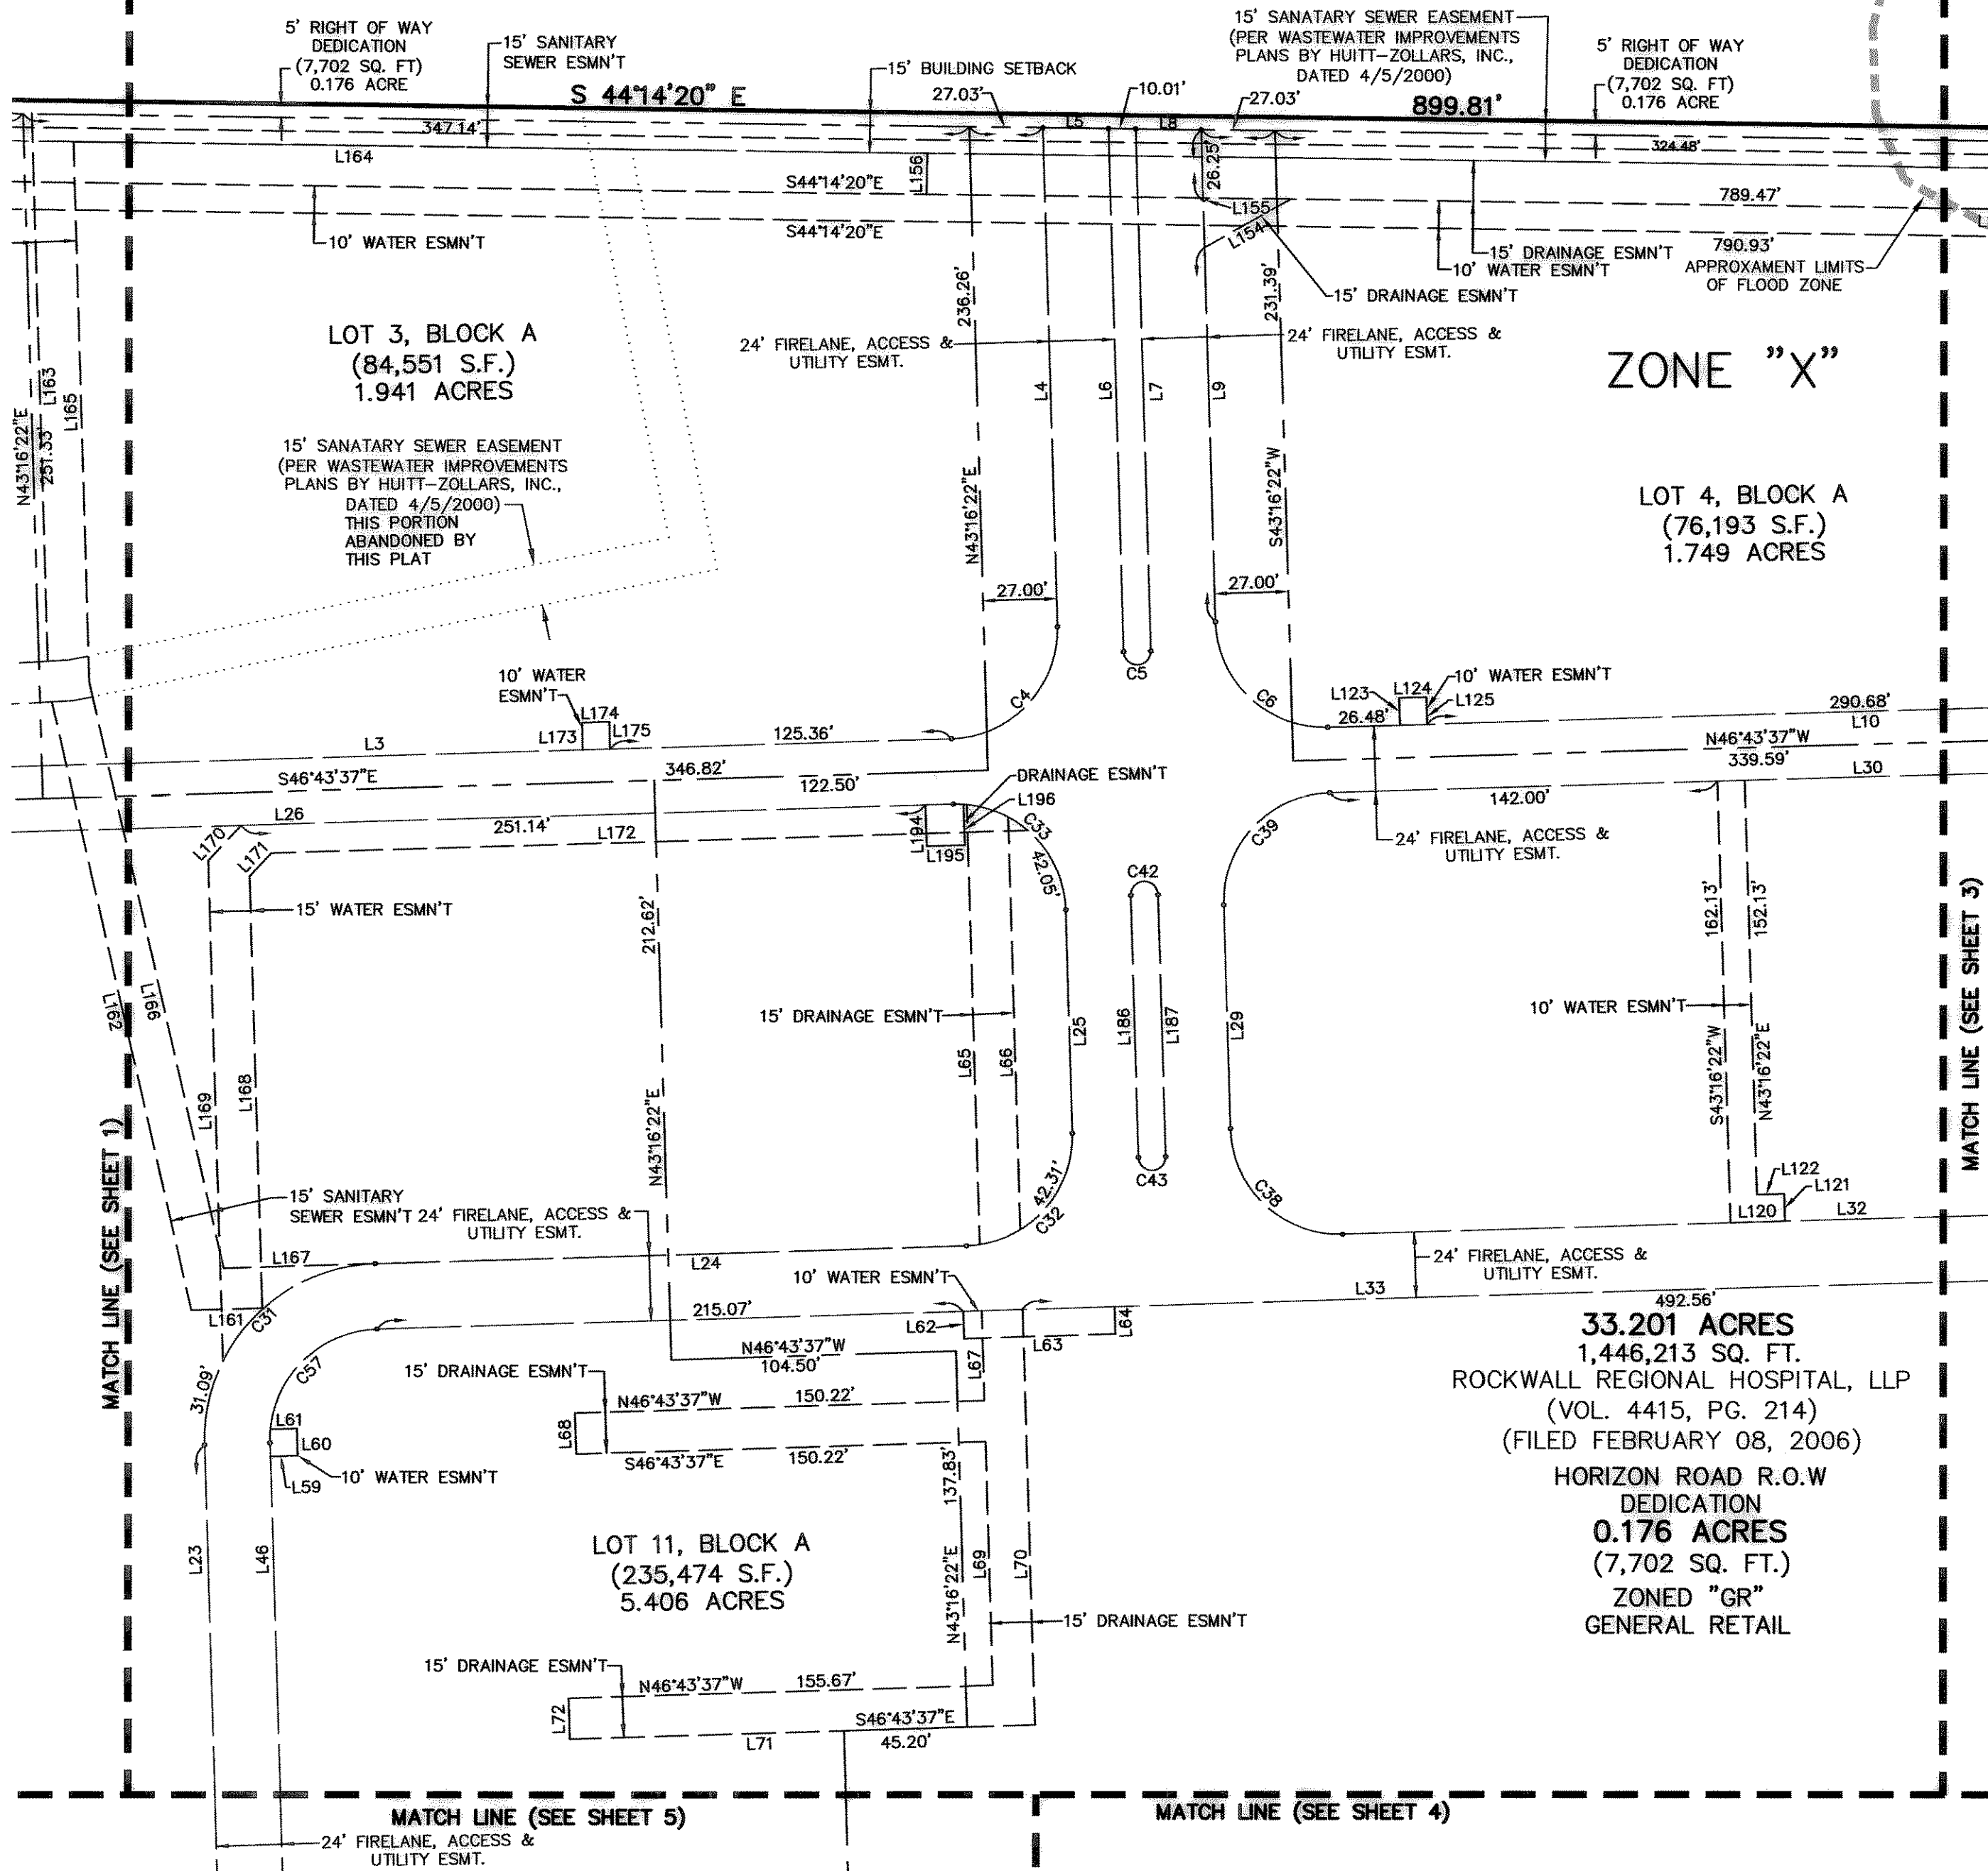 5' RIGHT OF WAY
DEDICATION
(7,702 SQ. FT)
0.176 ACRE
15' SANITARY
SEWER ESMN'T
15' BUILDING SETBACK
15' SANATARY SEWER EASEMENT
(PER WASTEWATER IMPROVEMENTS
PLANS BY HUITT-ZOLLARS, INC.,
DATED 4/5/2000)
5' RIGHT OF WAY
DEDICATION
(7,702 SQ. FT)
0.176 ACRE
S 44°14'20" E
27.03'
10.01'
27.03'
899.81'
347.14'
L5
L8
324.48'
L164
L156
26.25'
S44°14'20"E
L155
789.47'
S44°14'20"E
L154
790.93'
10' WATER ESMN'T
15' DRAINAGE ESMN'T
10' WATER ESMN'T
APPROXAMENT LIMITS
OF FLOOD ZONE
15' DRAINAGE ESMN'T
236.26'
231.39'
LOT 3, BLOCK A
(84,551 S.F.)
1.941 ACRES
24' FIRELANE, ACCESS &
UTILITY ESMT.
24' FIRELANE, ACCESS &
UTILITY ESMT.
ZONE "X"
L163
L165
N43°16'22"E
251.33'
L4
L6
L7
L9
15' SANATARY SEWER EASEMENT
(PER WASTEWATER IMPROVEMENTS
PLANS BY HUITT-ZOLLARS, INC.,
DATED 4/5/2000)
THIS PORTION
ABANDONED BY
THIS PLAT
N43°16'22"E
S43°16'22"W
LOT 4, BLOCK A
(76,193 S.F.)
1.749 ACRES
27.00'
27.00'
C4
C5
C6
10' WATER
ESMN'T
L174
L173
L175
L3
125.36'
L123
L124
10' WATER ESMN'T
L125
26.48'
290.68'
L10
S46°43'37"E
346.82'
122.50'
N46°43'37"W
339.59'
L30
DRAINAGE ESMN'T
L196
142.00'
L26
251.14'
L172
L194
L195
C33
42.05'
C39
24' FIRELANE, ACCESS &
UTILITY ESMT.
L170
L171
C42
15' WATER ESMN'T
212.62'
162.13'
152.13'
MATCH LINE (SEE SHEET 3)
L162
L166
15' DRAINAGE ESMN'T
L25
L186
L187
L29
10' WATER ESMN'T
L65
L66
L169
L168
N43°16'22"E
S43°16'22"W
N43°16'22"E
MATCH LINE (SEE SHEET 1)
C43
42.31'
C32
C38
L122
L121
L120
L32
15' SANITARY
SEWER ESMN'T
24' FIRELANE, ACCESS &
UTILITY ESMT.
L167
L24
24' FIRELANE, ACCESS &
UTILITY ESMT.
10' WATER ESMN'T
L33
492.56'
L161
C31
215.07'
L62
L63
L64
N46°43'37"W
104.50'
L67
C57
31.09'
15' DRAINAGE ESMN'T
N46°43'37"W
150.22'
L68
S46°43'37"E
150.22'
L61
L60
10' WATER ESMN'T
L59
33.201 ACRES
1,446,213 SQ. FT.
ROCKWALL REGIONAL HOSPITAL, LLP
(VOL. 4415, PG. 214)
(FILED FEBRUARY 08, 2006)
HORIZON ROAD R.O.W
DEDICATION
0.176 ACRES
(7,702 SQ. FT.)
ZONED "GR"
GENERAL RETAIL
137.83'
N43°16'22"E
L69
L70
L23
L46
LOT 11, BLOCK A
(235,474 S.F.)
5.406 ACRES
15' DRAINAGE ESMN'T
15' DRAINAGE ESMN'T
N46°43'37"W
155.67'
L72
S46°43'37"E
L71
45.20'
MATCH LINE (SEE SHEET 5)
MATCH LINE (SEE SHEET 4)
24' FIRELANE, ACCESS &
UTILITY ESMT.